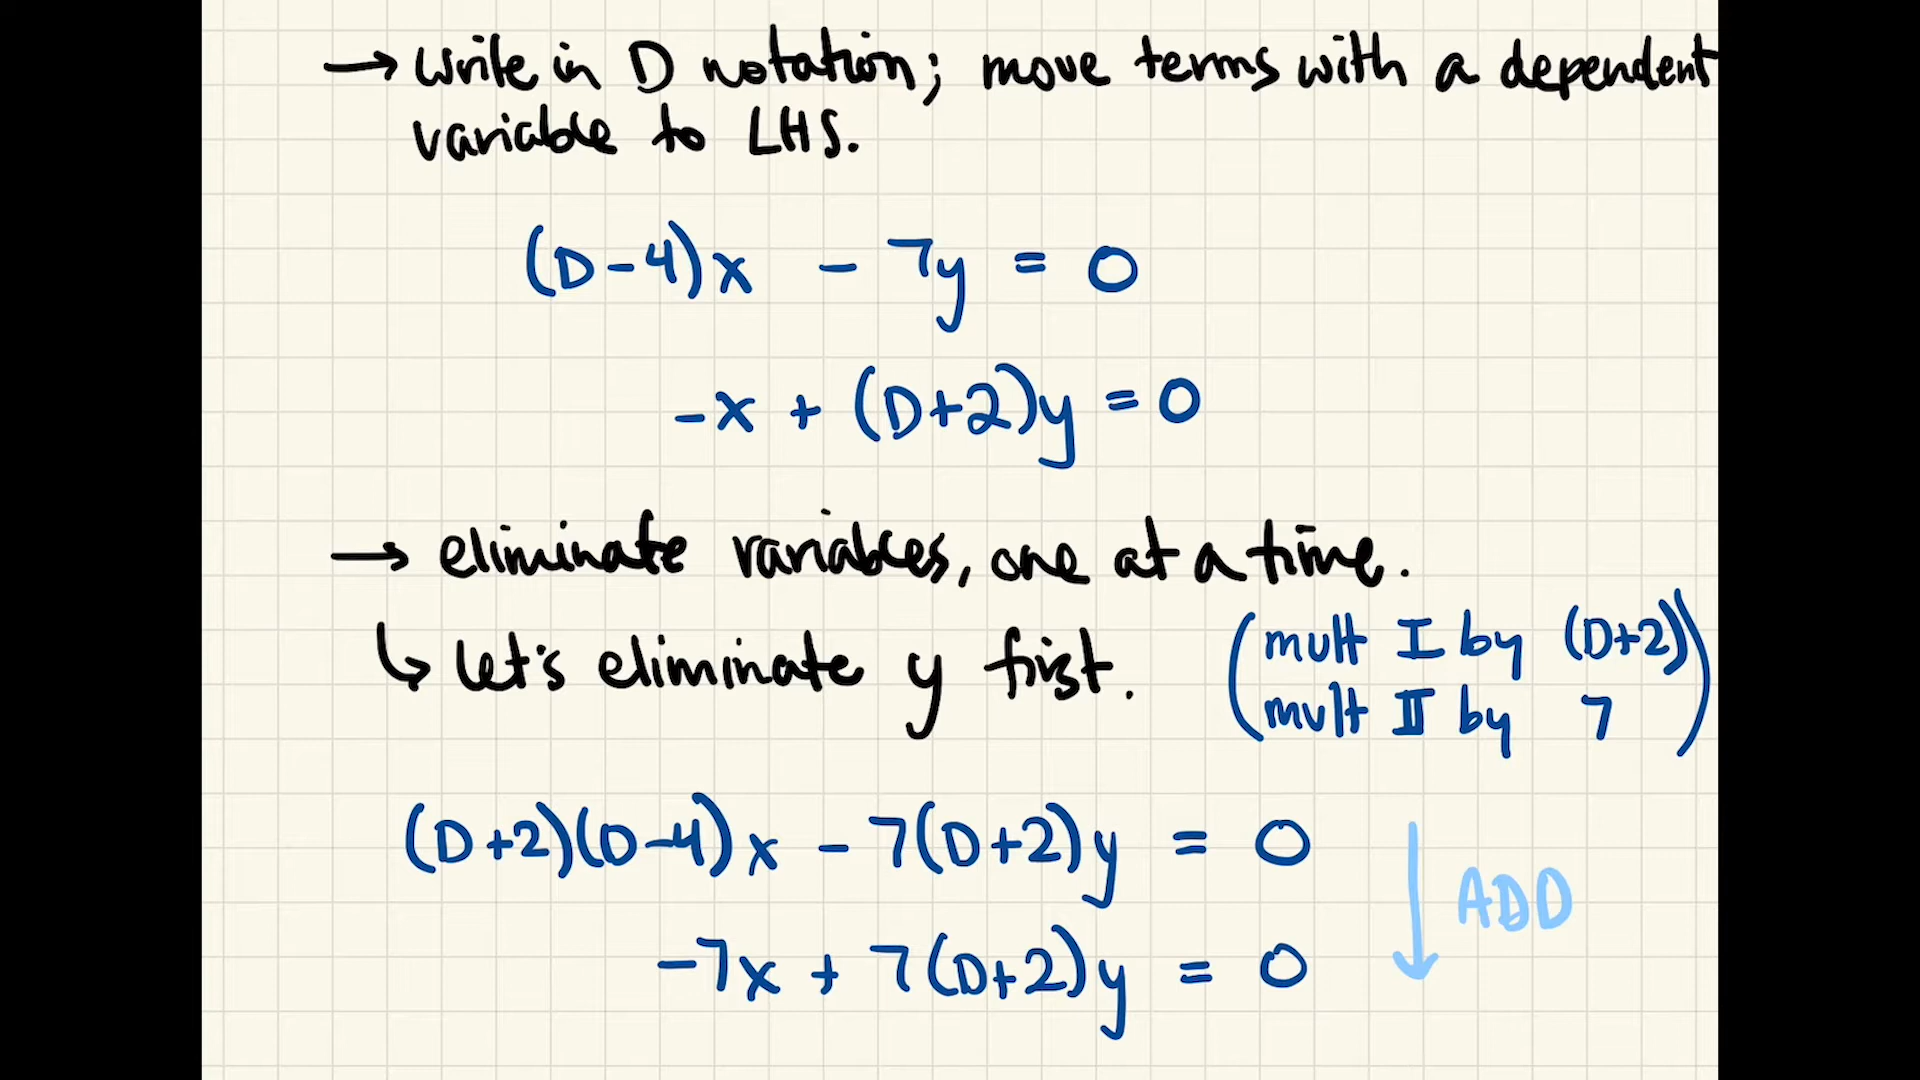 → write in D notation; move terms with a dependent
variable to LHS.
(D-4)x - 7y = 0
-x + (D+2)y = 0
→ eliminate variables, one at a time.
↳ let's eliminate y first.
(mult I by (D+2)
mult II by 7)
(D+2)(D-4)x - 7(D+2)y = 0
-7x + 7(D+2)y = 0
↓ ADD